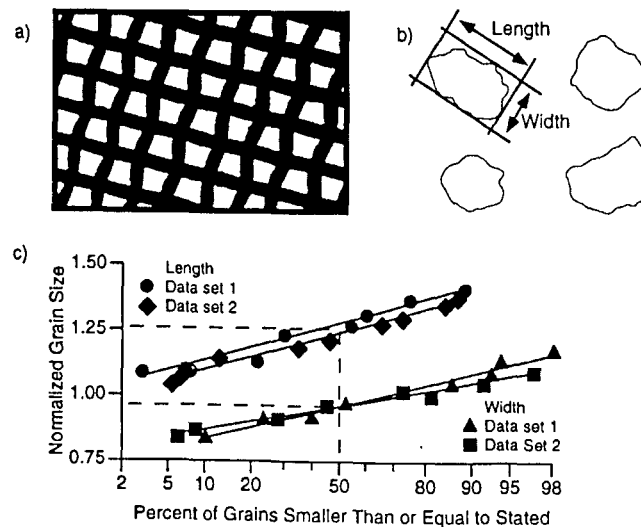 a)
b)
Length
Width
c)
Normalized Grain Size
1.50
1.25
1.00
0.75
Length
Data set 1
Data set 2
Width
Data set 1
Data Set 2
2 5 10 20 50 80 90 95 98
Percent of Grains Smaller Than or Equal to Stated